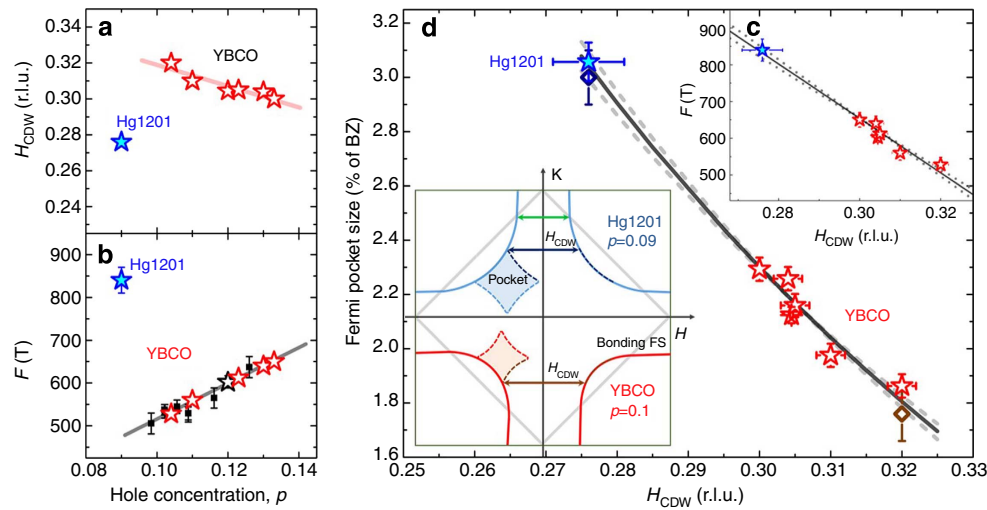 a
YBCO
Hg1201
H_CDW (r.l.u.)
0.32
0.30
0.28
0.26
0.24
b
Hg1201
YBCO
F (T)
900
800
700
600
500
0.08 0.10 0.12 0.14
Hole concentration, p
d
Hg1201
YBCO
Fermi pocket size (% of BZ)
3.0
2.8
2.6
2.4
2.2
2.0
1.8
1.6
0.25 0.26 0.27 0.28 0.29 0.30 0.31 0.32 0.33
H_CDW (r.l.u.)
K
Hg1201
p=0.09
H_CDW
Pocket
H
Bonding FS
H_CDW
YBCO
p=0.1
c
F (T)
900
800
700
600
500
0.28 0.30 0.32
H_CDW (r.l.u.)